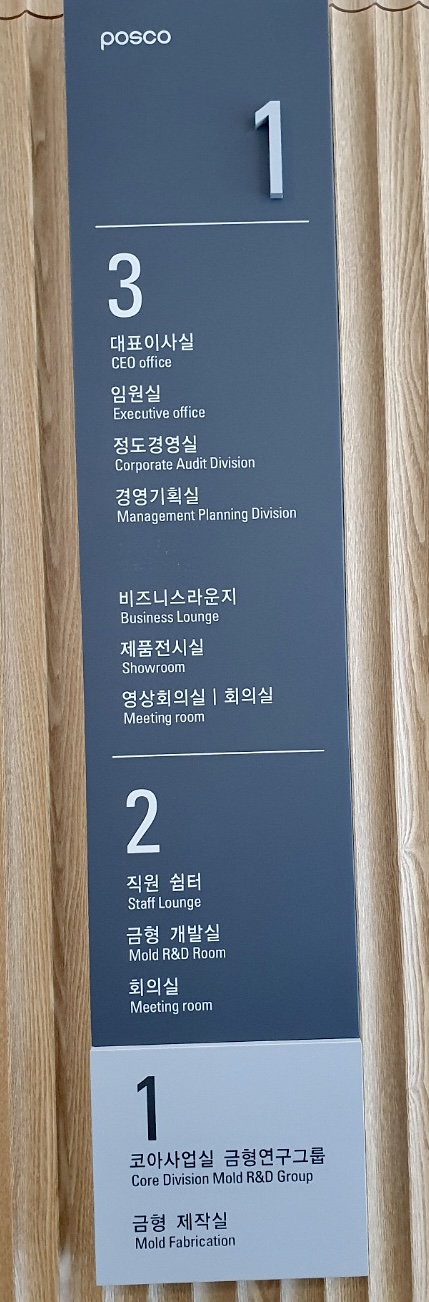 posco
1
3
대표이사실
CEO office
임원실
Executive office
정도경영실
Corporate Audit Division
경영기획실
Management Planning Division
비즈니스라운지
Business Lounge
제품전시실
Showroom
영상회의실 | 회의실
Meeting room
2
직원 쉼터
Staff Lounge
금형 개발실
Mold R&D Room
회의실
Meeting room
1
코아사업실 금형연구그룹
Core Division Mold R&D Group
금형 제작실
Mold Fabrication